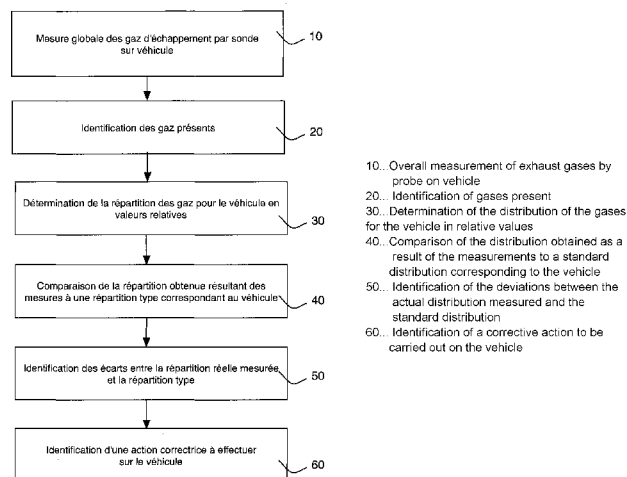 Mesure globale des gaz d'échappement par sonde
sur véhicule
10
Identification des gaz présents
20
Détermination de la répartition des gaz pour le véhicule en
valeurs relatives
30
Comparaison de la répartition obtenue résultant des
mesures à une répartition type correspondant au véhicule
40
Identification des écarts entre la répartition réelle mesurée
et la répartition type
50
Identification d'une action correctrice à effectuer
sur le véhicule
60
10...Overall measurement of exhaust gases by
probe on vehicle
20... Identification of gases present
30...Determination of the distribution of the gases
for the vehicle in relative values
40...Comparison of the distribution obtained as a
result of the measurements to a standard
distribution corresponding to the vehicle
50... Identification of the deviations between the
actual distribution measured and the
standard distribution
60... Identification of a corrective action to be
carried out on the vehicle